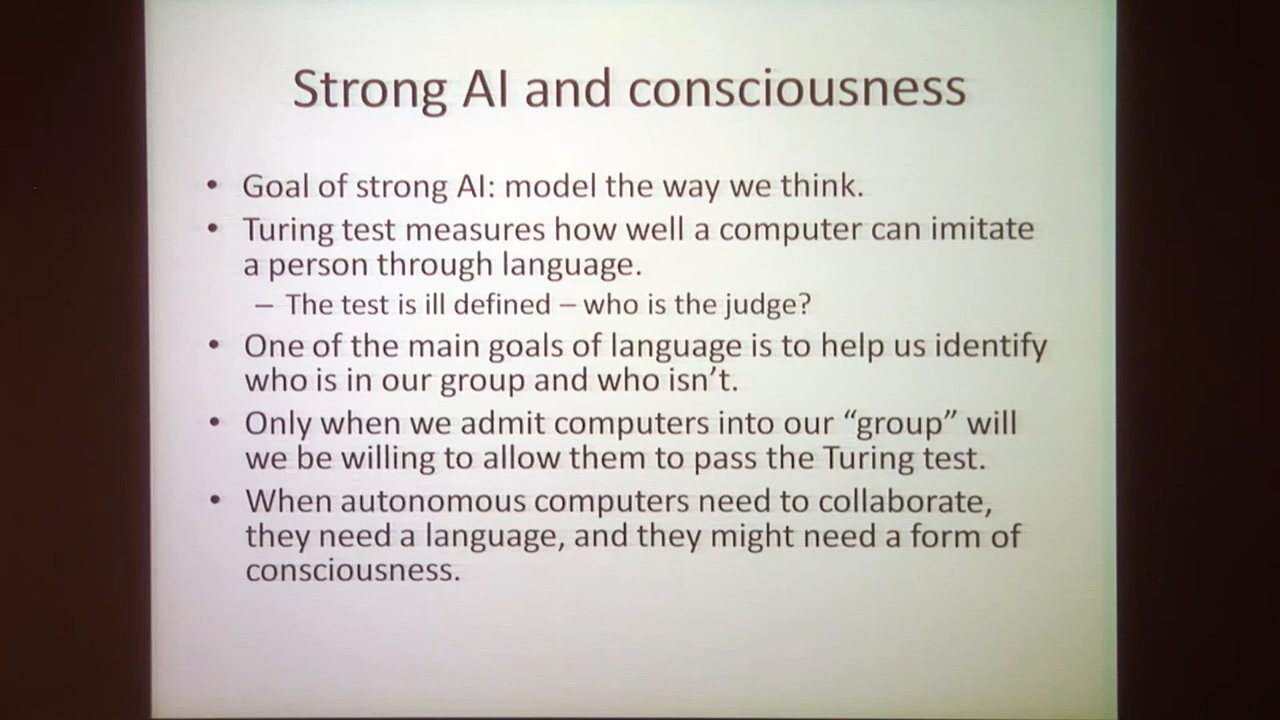 Strong AI and consciousness
• Goal of strong AI: model the way we think.
• Turing test measures how well a computer can imitate
a person through language.
– The test is ill defined – who is the judge?
• One of the main goals of language is to help us identify
who is in our group and who isn’t.
• Only when we admit computers into our “group” will
we be willing to allow them to pass the Turing test.
• When autonomous computers need to collaborate,
they need a language, and they might need a form of
consciousness.